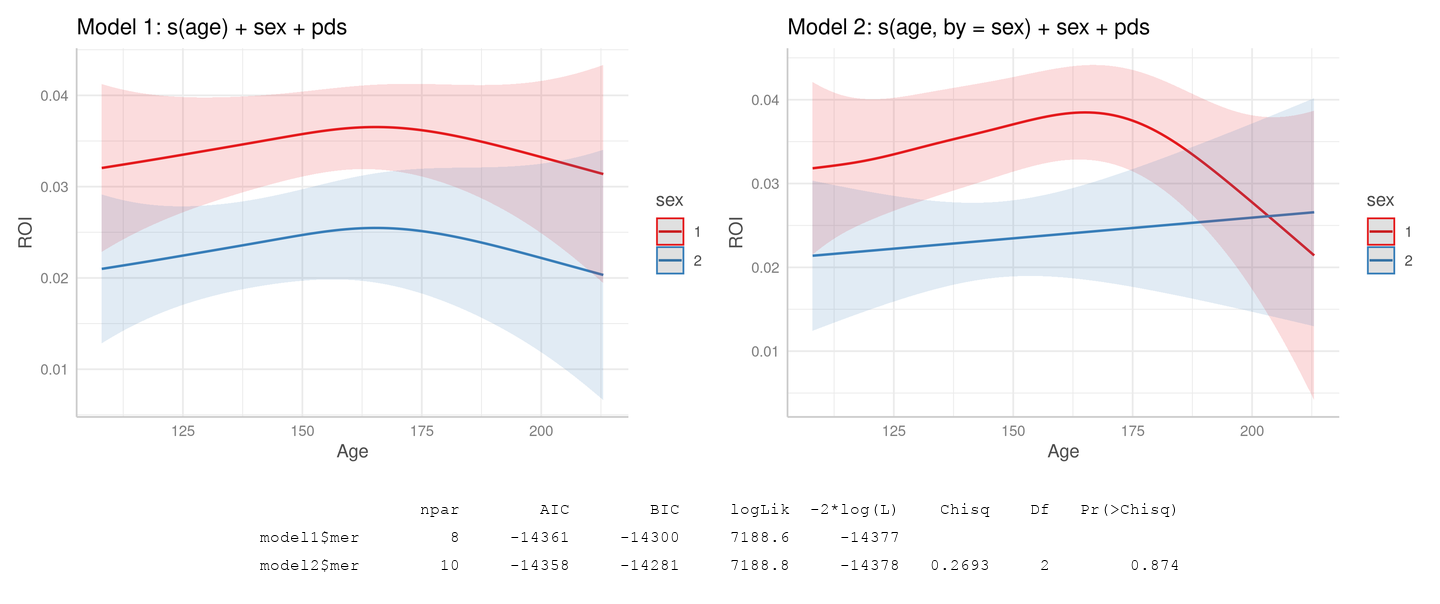 Model 1: s(age) + sex + pds
ROI
0.04
0.03
0.02
0.01
125 150 175 200
Age
sex
1
2
Model 2: s(age, by = sex) + sex + pds
ROI
0.04
0.03
0.02
0.01
125 150 175 200
Age
sex
1
2
npar AIC BIC logLik -2*log(L) Chisq Df Pr(>Chisq)
model1$mer 8 -14361 -14300 7188.6 -14377
model2$mer 10 -14358 -14281 7188.8 -14378 0.2693 2 0.874